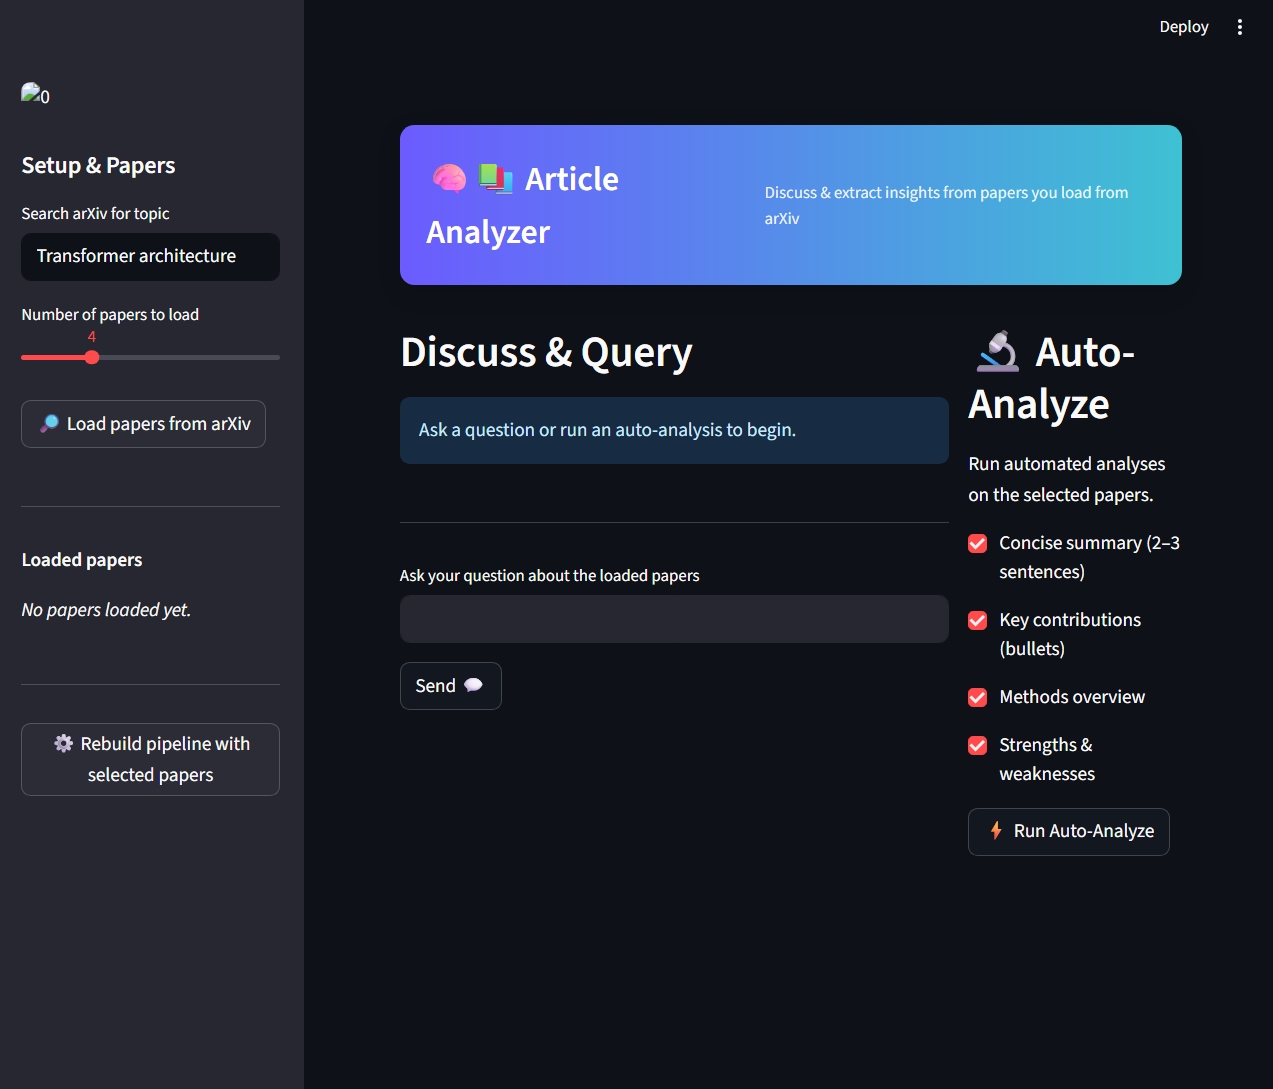 Deploy
0
Setup & Papers
Search arXiv for topic
Transformer architecture
Number of papers to load
4
🔎 Load papers from arXiv
Loaded papers
No papers loaded yet.
⚙️ Rebuild pipeline with
selected papers
🧠 📚 Article
Analyzer
Discuss & extract insights from papers you load from
arXiv
Discuss & Query
Ask a question or run an auto-analysis to begin.
Ask your question about the loaded papers
Send 💬
🔬 Auto-
Analyze
Run automated analyses
on the selected papers.
Concise summary (2–3
sentences)
Key contributions
(bullets)
Methods overview
Strengths &
weaknesses
⚡ Run Auto-Analyze